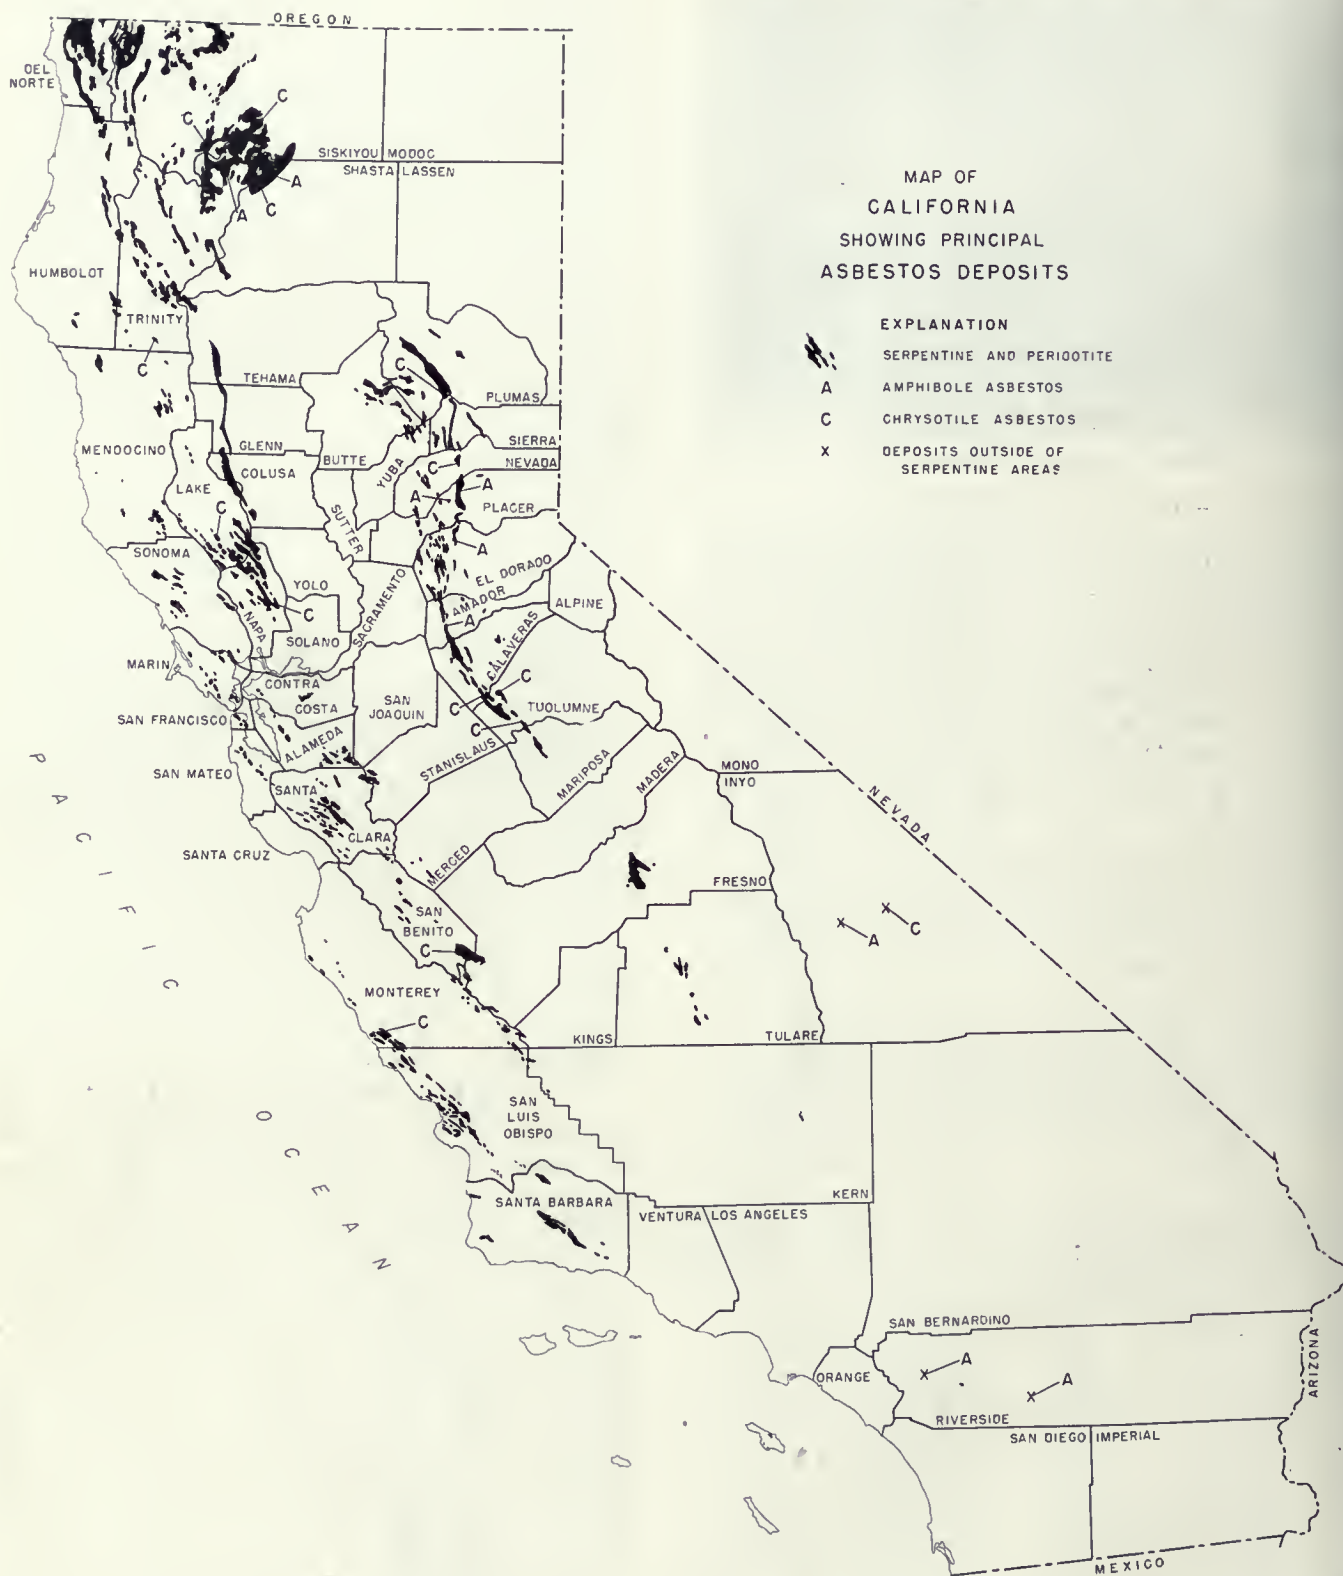 OREGON
DEL
NORTE
C
C
SISKIYOU MODOC
SHASTA LASSEN
A
A
C
HUMBOLOT
TRINITY
C
TEHAMA
C
PLUMAS
MENDOCINO
GLENN
BUTTE
SIERRA
COLUSA
YUBA
C
NEVADA
LAKE
A
A
C
SUTTER
PLACER
SONOMA
A
YOLO
SACRAMENTO
EL DORADO
AMADOR
ALPINE
C
NAPA
SOLANO
A
CALAVERAS
MARIN
CONTRA
COSTA
SAN
JOAQUIN
C
C
TUOLUMNE
SAN FRANCISCO
C
ALAMEDA
STANISLAUS
SAN MATEO
MARIPOSA
MADERA
MONO
INYO
SANTA
CLARA
NEVADA
SANTA CRUZ
MERCED
FRESNO
SAN
BENITO
C
A
C
MONTEREY
C
KINGS
TULARE
PACIFIC
OCEAN
SAN
LUIS
OBISPO
SANTA BARBARA
KERN
VENTURA LOS ANGELES
SAN BERNARDINO
ORANGE
X
A
X
A
ARIZONA
RIVERSIDE
SAN DIEGO IMPERIAL
MEXICO
X
X
MAP OF
CALIFORNIA
SHOWING PRINCIPAL
ASBESTOS DEPOSITS
EXPLANATION
SERPENTINE AND PERIDOTITE
A AMPHIBOLE ASBESTOS
C CHRYSOTILE ASBESTOS
X DEPOSITS OUTSIDE OF
SERPENTINE AREAS